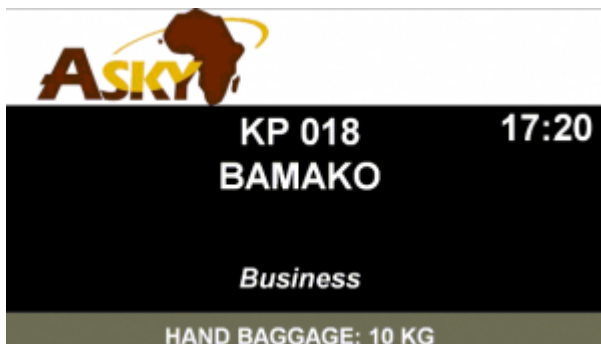 ASKY
KP 018 17:20
BAMAKO
Business
HAND BAGGAGE: 10 KG